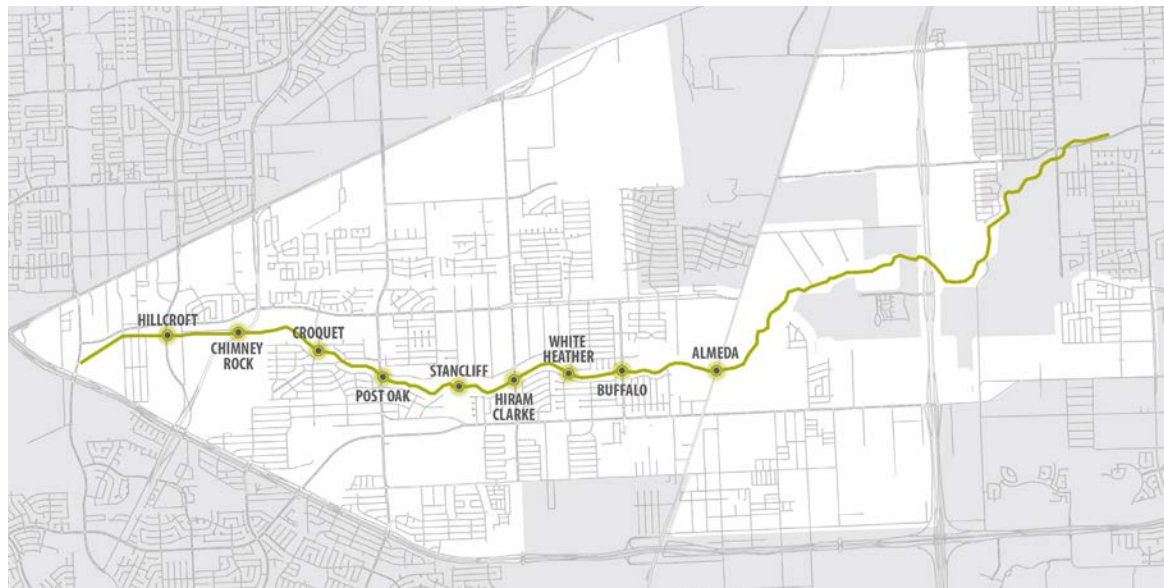 HILLCROFT
CHIMNEY
ROCK
CROQUET
POST OAK
STANCLIFF
HIRAM
CLARKE
WHITE
HEATHER
BUFFALO
ALMEDA